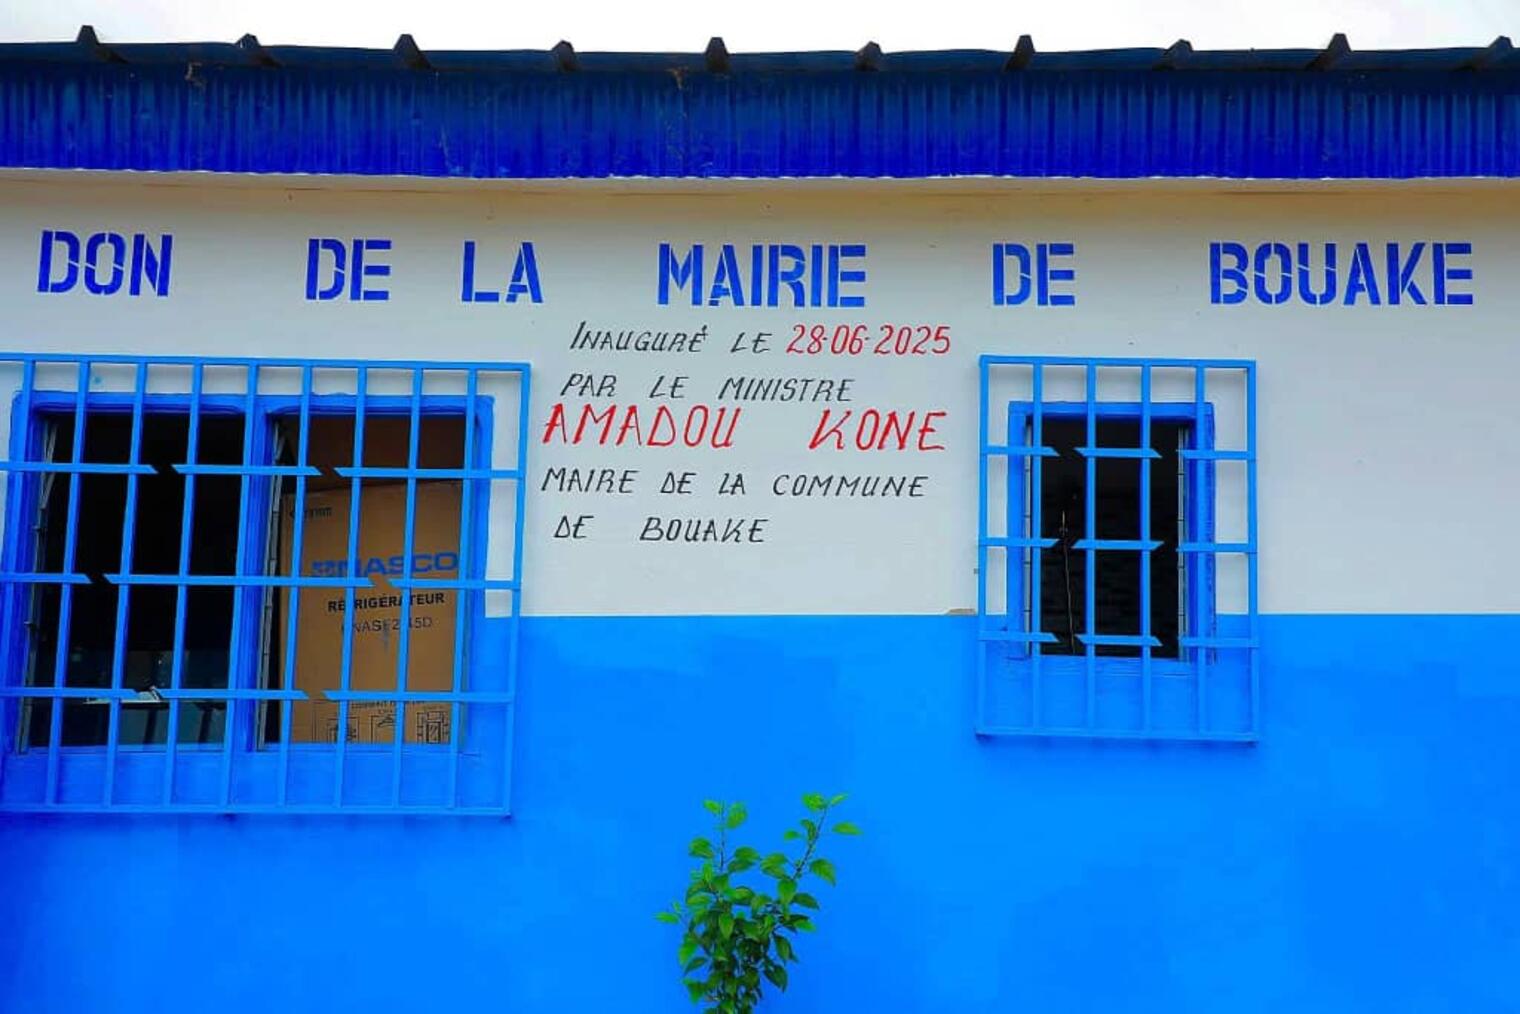 DON DE LA MAIRIE DE BOUAKE
INAUGURÉ LE 28-06-2025
PAR LE MINISTRE
AMADOU KONE
MAIRE DE LA COMMUNE
DE BOUAKE
NASCO
RÉFRIGÉRATEUR